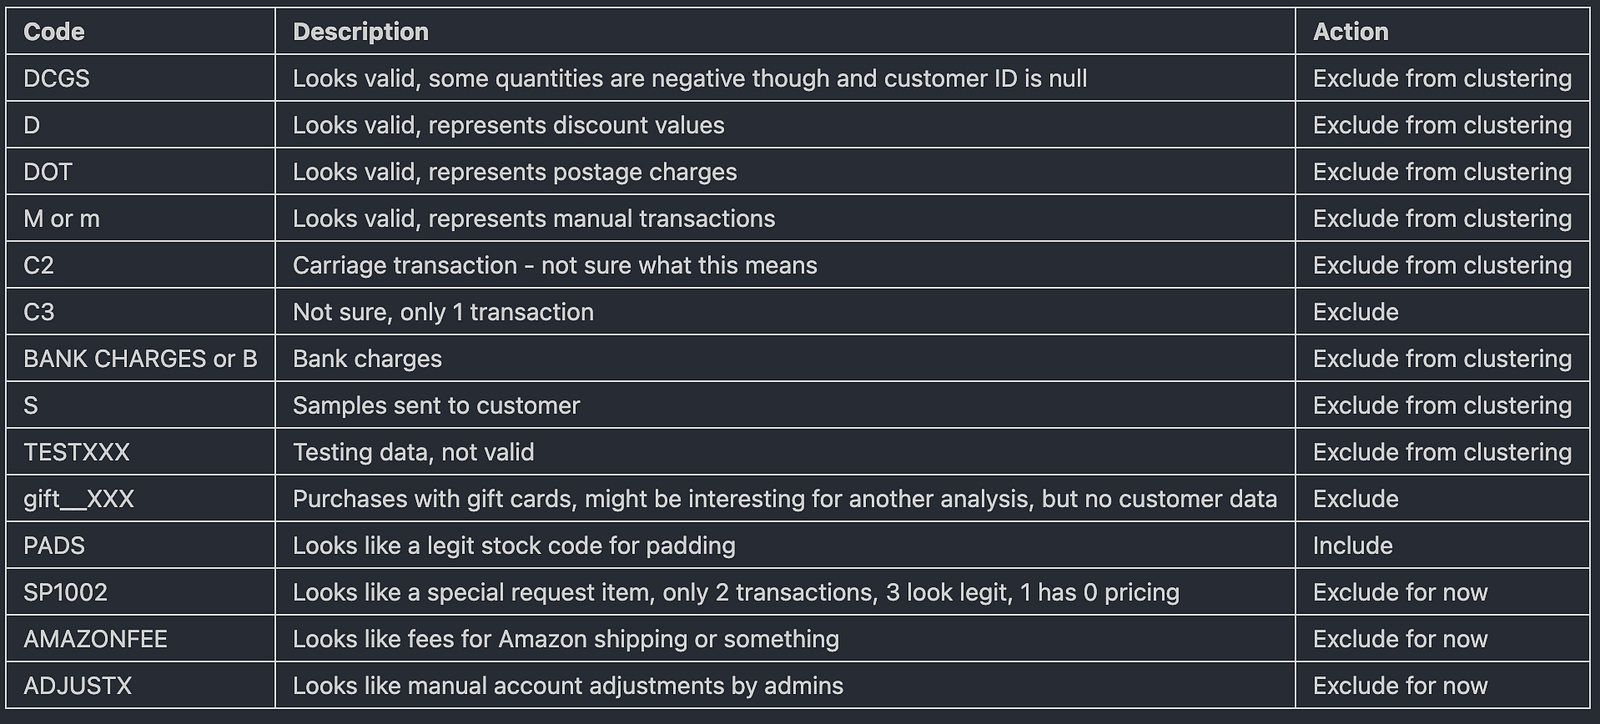 Code Description Action
DCGS Looks valid, some quantities are negative though and customer ID is null Exclude from clustering
D Looks valid, represents discount values Exclude from clustering
DOT Looks valid, represents postage charges Exclude from clustering
M or m Looks valid, represents manual transactions Exclude from clustering
C2 Carriage transaction - not sure what this means Exclude from clustering
C3 Not sure, only 1 transaction Exclude
BANK CHARGES or B Bank charges Exclude from clustering
S Samples sent to customer Exclude from clustering
TESTXXX Testing data, not valid Exclude from clustering
gift__XXX Purchases with gift cards, might be interesting for another analysis, but no customer data Exclude
PADS Looks like a legit stock code for padding Include
SP1002 Looks like a special request item, only 2 transactions, 3 look legit, 1 has 0 pricing Exclude for now
AMAZONFEE Looks like fees for Amazon shipping or something Exclude for now
ADJUSTX Looks like manual account adjustments by admins Exclude for now